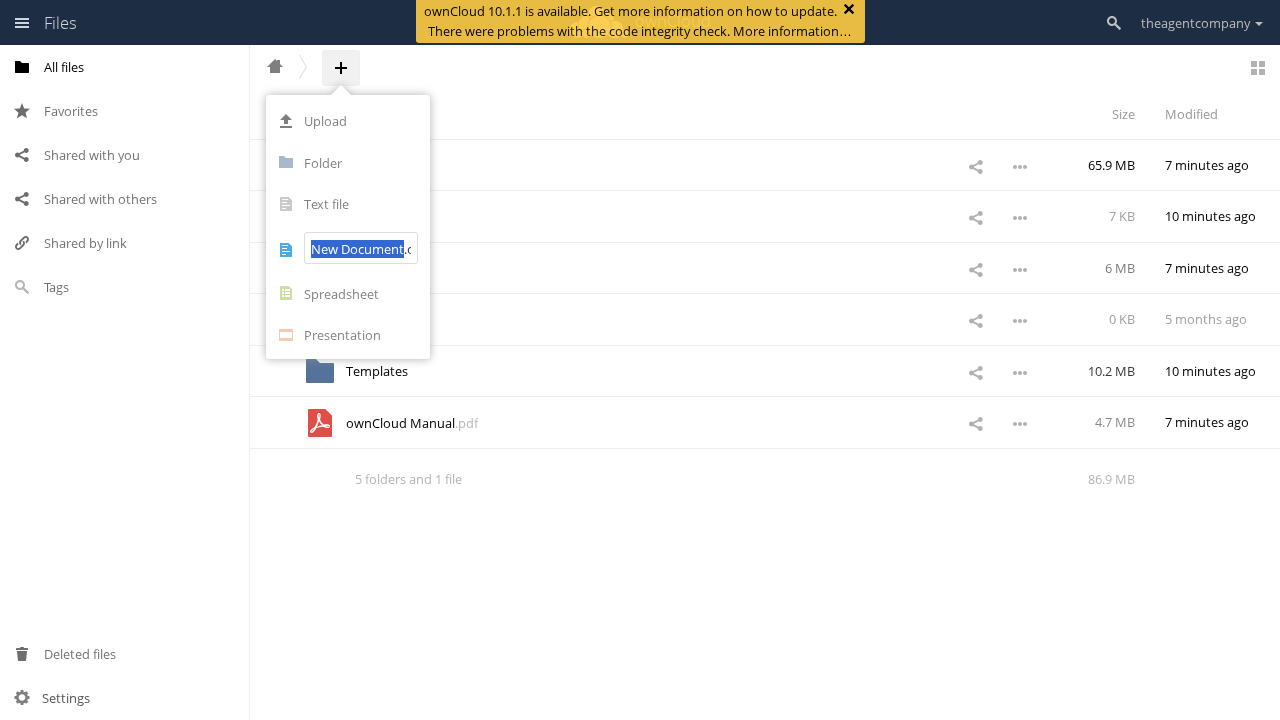 Files
ownCloud 10.1.1 is available. Get more information on how to update.
There were problems with the code integrity check. More information…
theagentcompany
All files
Favorites
Shared with you
Shared with others
Shared by link
Tags
Deleted files
Settings
Upload
Folder
Text file
New Document.
Spreadsheet
Presentation
Size
Modified
65.9 MB
7 minutes ago
7 KB
10 minutes ago
6 MB
7 minutes ago
0 KB
5 months ago
Templates
10.2 MB
10 minutes ago
ownCloud Manual.pdf
4.7 MB
7 minutes ago
5 folders and 1 file
86.9 MB